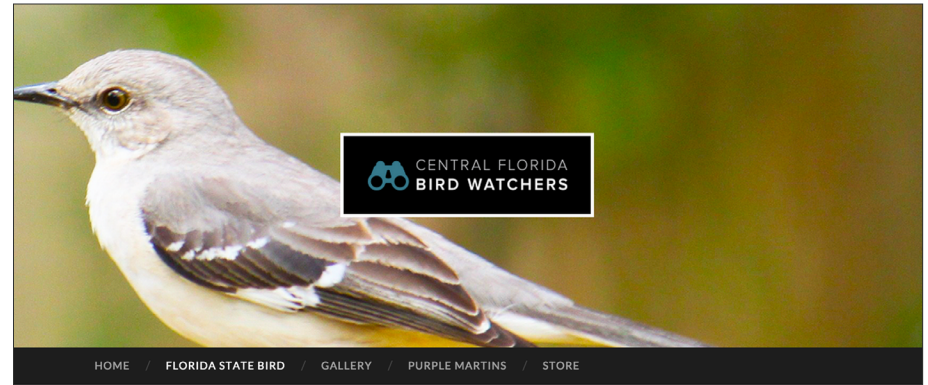 CENTRAL FLORIDA
BIRD WATCHERS
HOME / FLORIDA STATE BIRD / GALLERY / PURPLE MARTINS / STORE